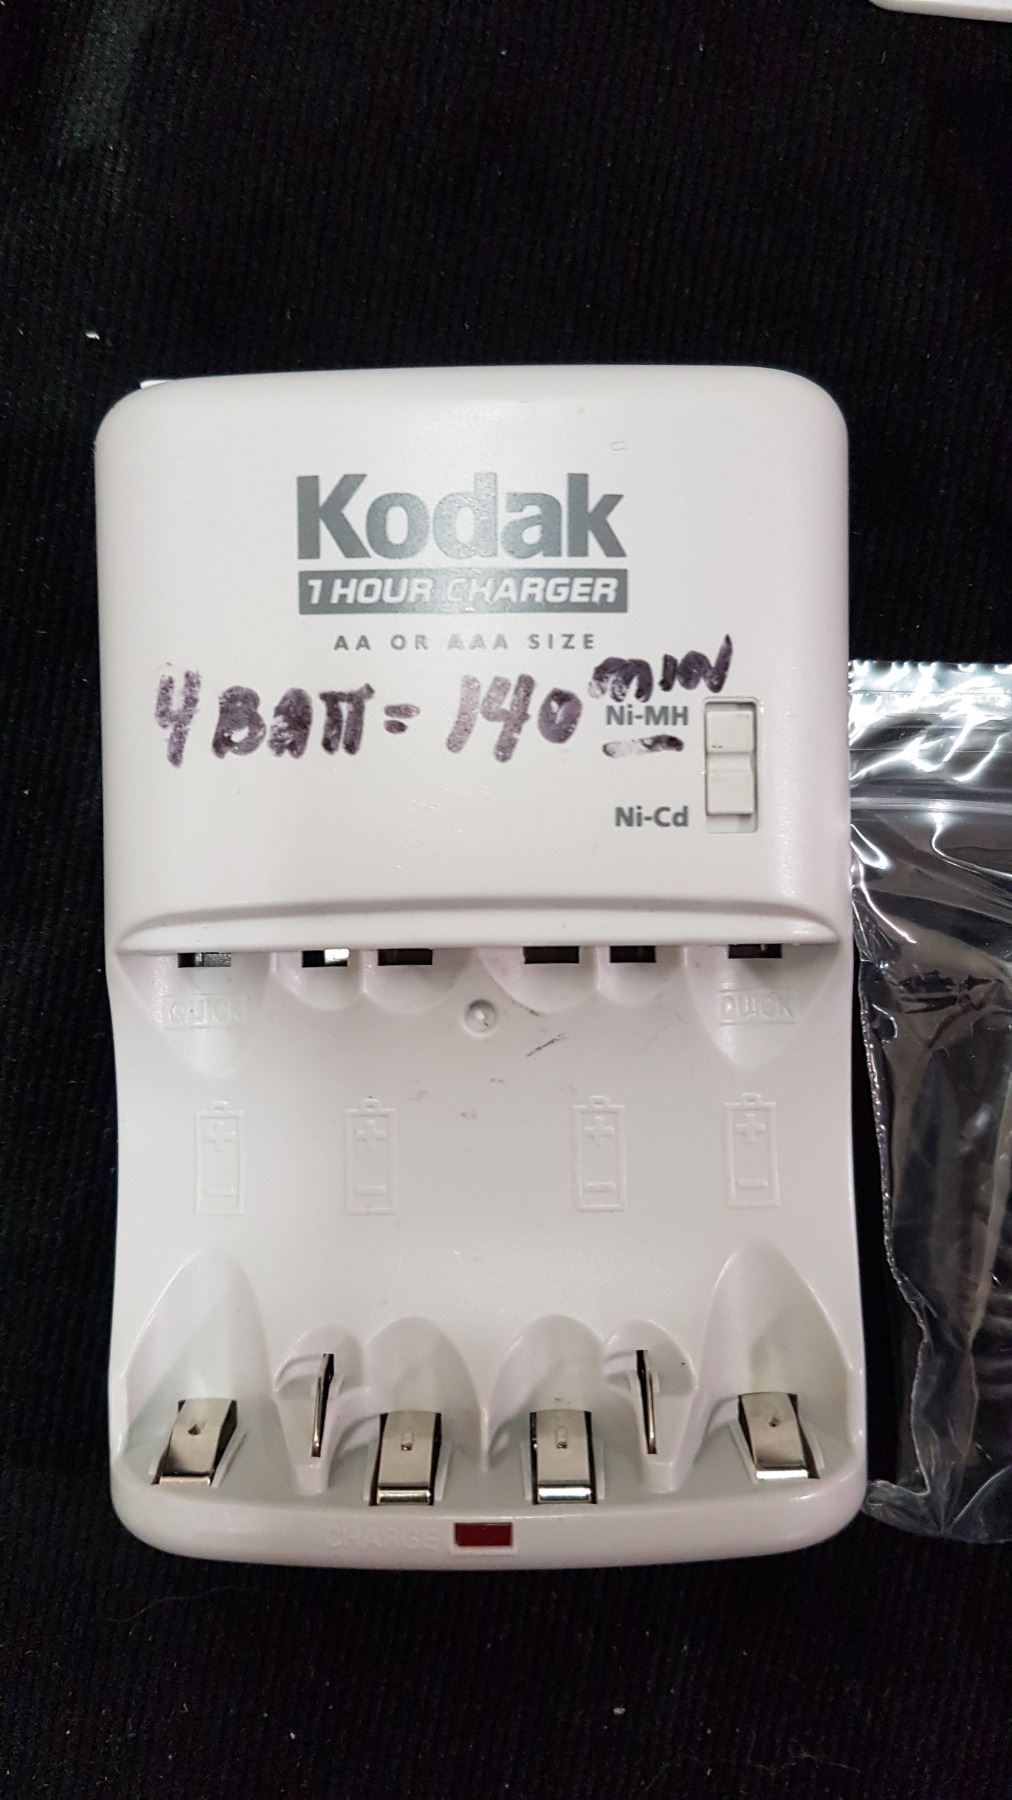 Kodak
1 HOUR CHARGER
AA OR AAA SIZE
4 BATT = 140 MIN
Ni-MH
Ni-Cd
QUICK QUICK
+ + + +
- - - -
CHARGE